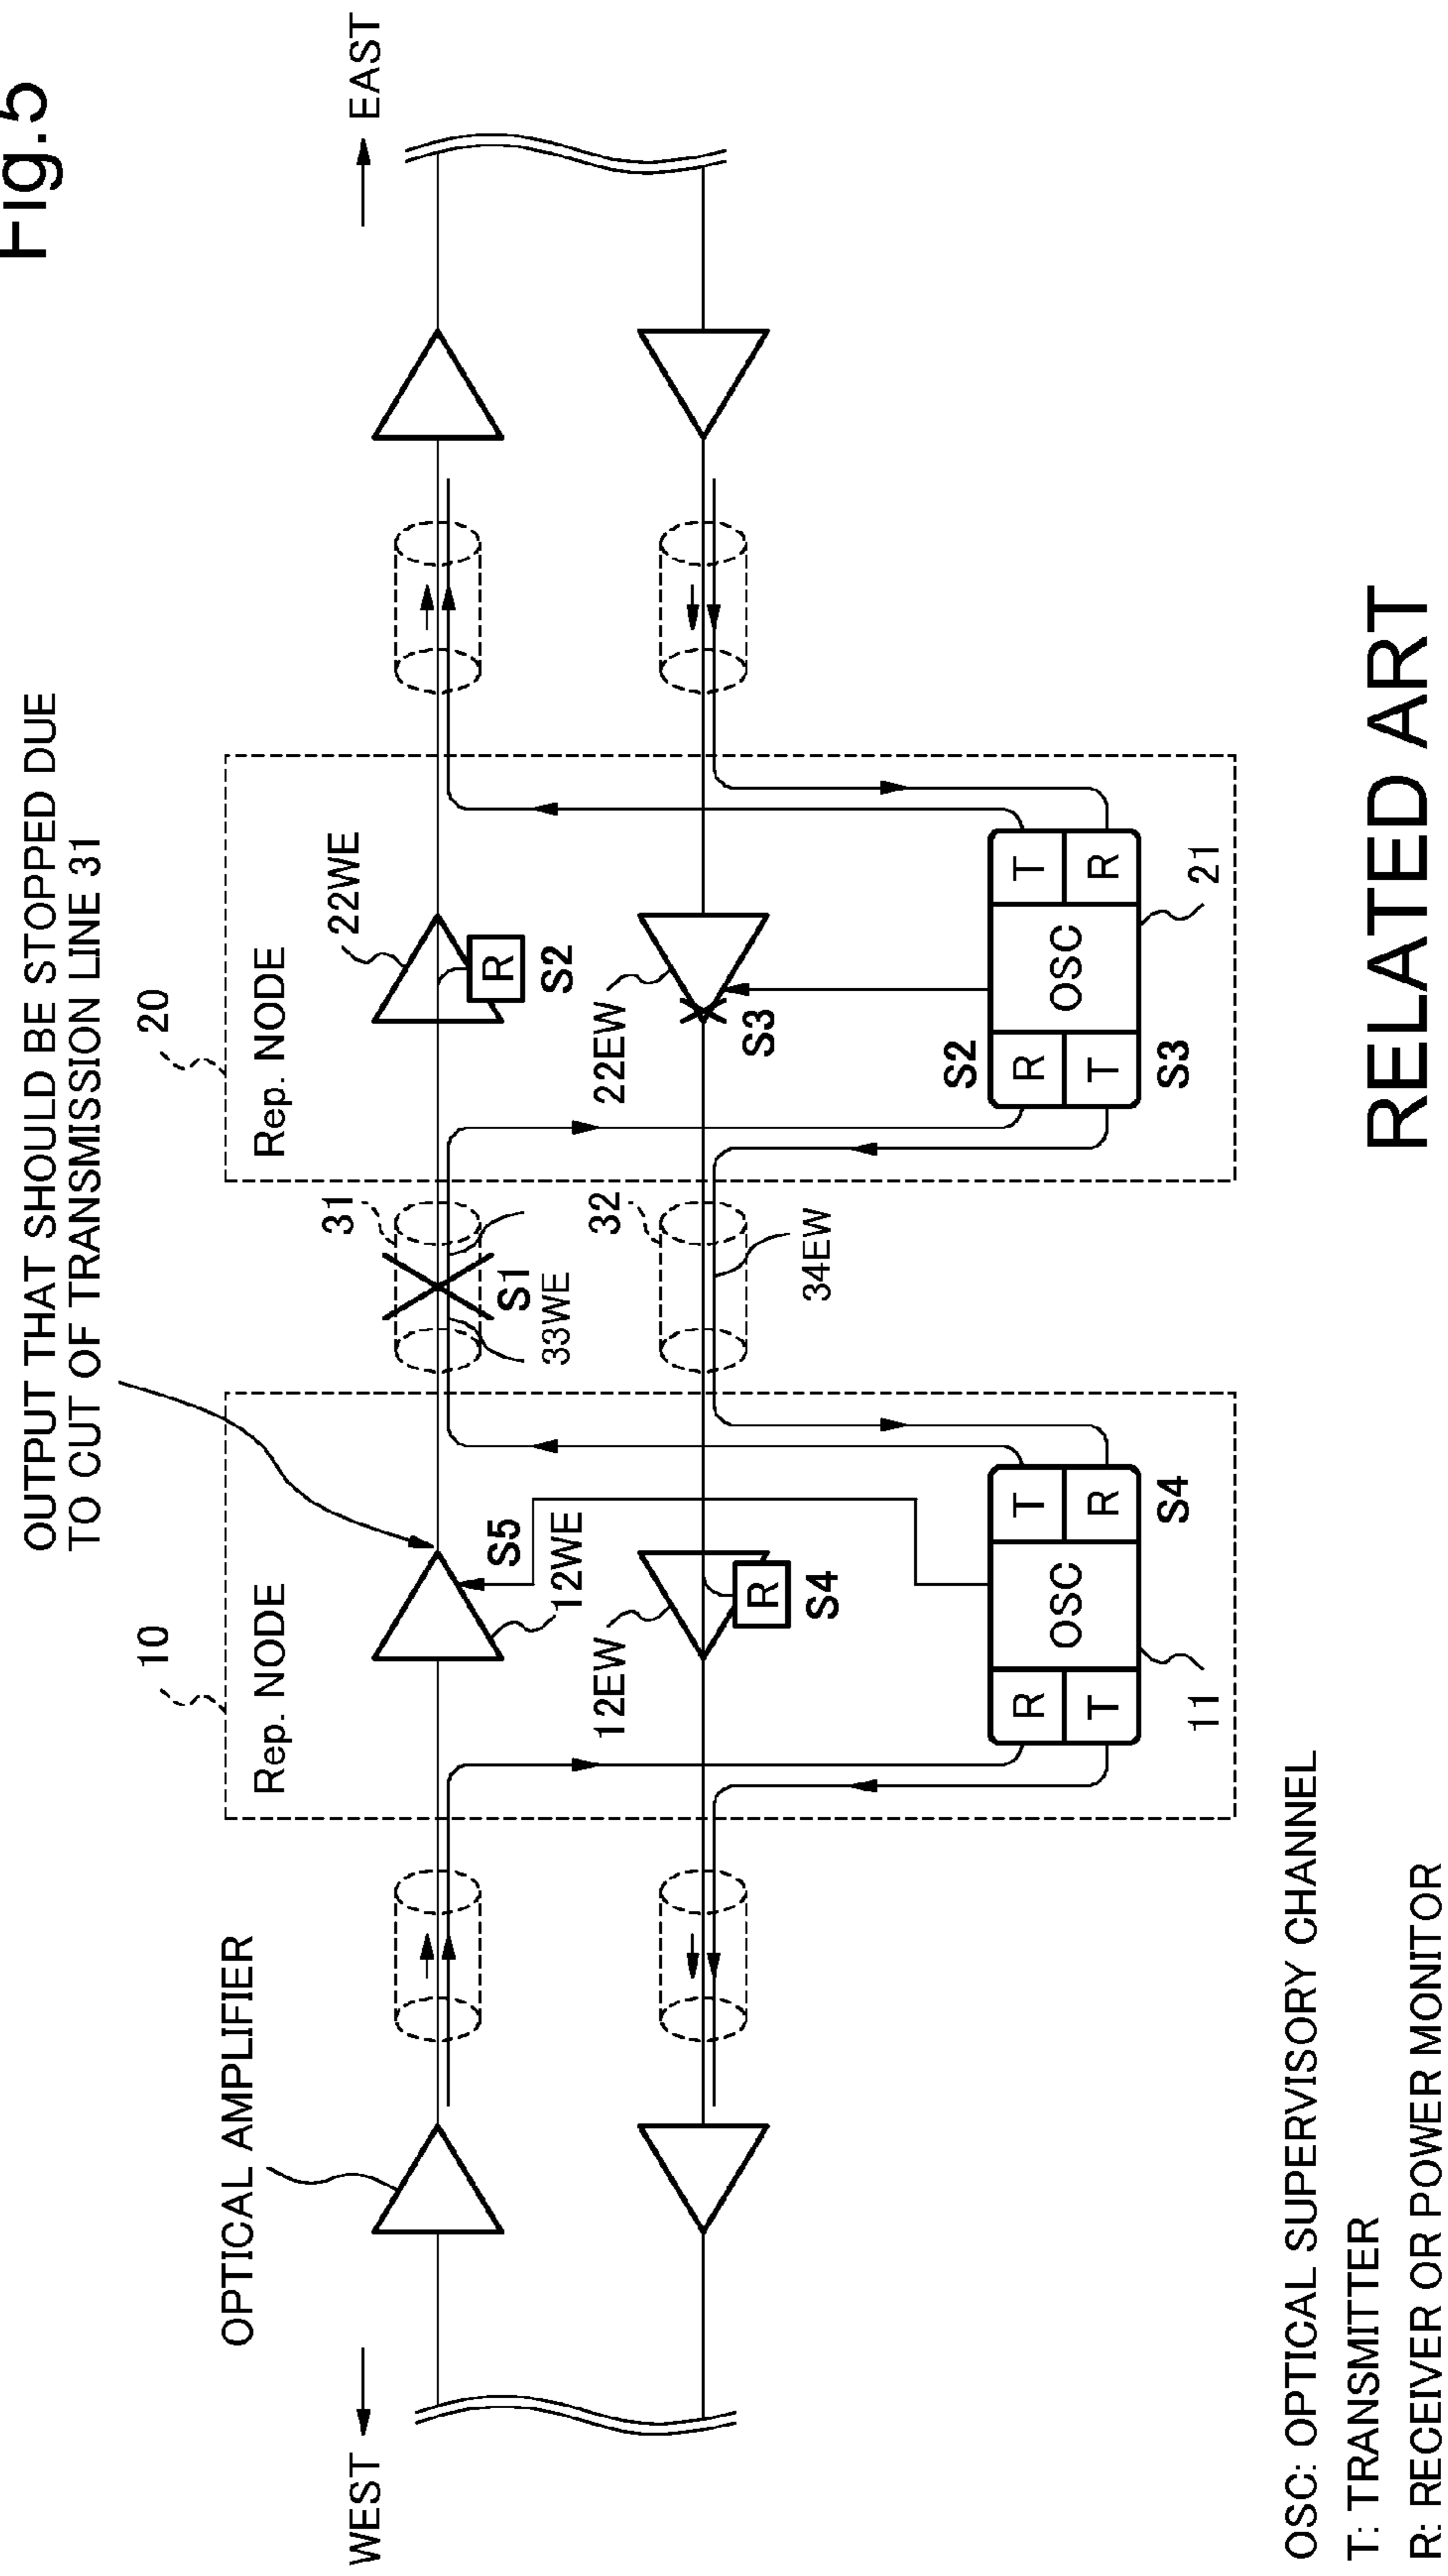 Fig.5
OUTPUT THAT SHOULD BE STOPPED DUE
TO CUT OF TRANSMISSION LINE 31
WEST
EAST
OPTICAL AMPLIFIER
10
20
Rep. NODE
Rep. NODE
31
22WE
S5
12WE
S1
33WE
R
S2
32
12EW
22EW
R
S4
34EW
S3
S2
R
T
OSC
T
R
S4
11
R
T
OSC
T
R
S3
21
OSC: OPTICAL SUPERVISORY CHANNEL
T: TRANSMITTER
R: RECEIVER OR POWER MONITOR
RELATED ART